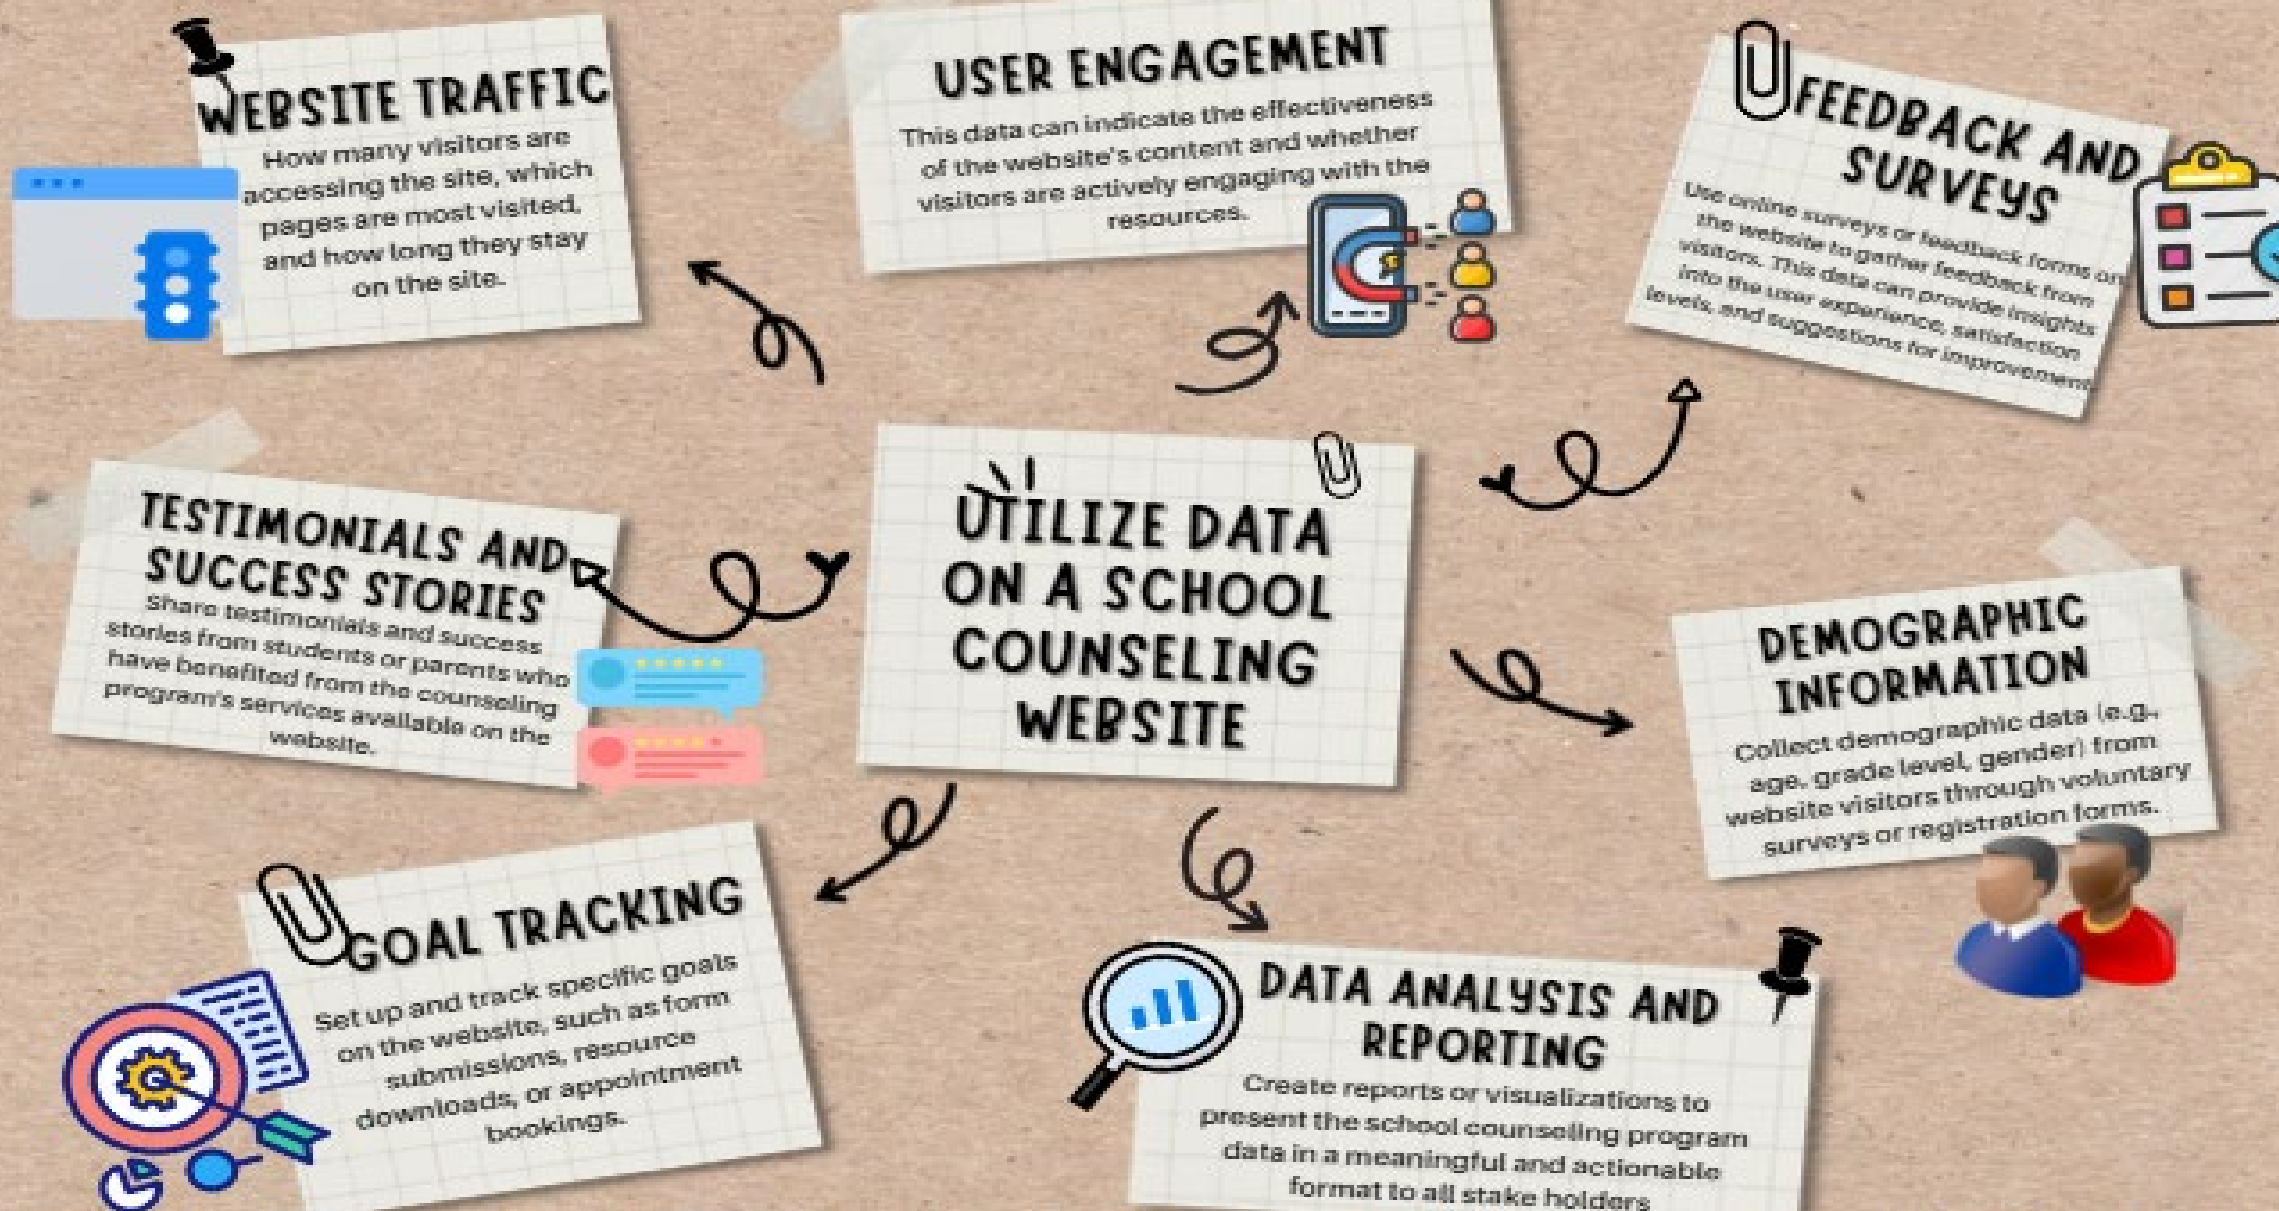 WEBSITE TRAFFIC
How many visitors are
accessing the site, which
pages are most visited,
and how long they stay
on the site.
USER ENGAGEMENT
This data can indicate the effectiveness
of the website's content and whether
visitors are actively engaging with the
resources.
FEEDBACK AND
SURVEYS
Use online surveys or feedback forms on
the website to gather feedback from
visitors. This data can provide insights
into the user experience, satisfaction
levels, and suggestions for improvement
TESTIMONIALS AND
SUCCESS STORIES
Share testimonials and success
stories from students or parents who
have benefited from the counseling
program's services available on the
website.
UTILIZE DATA
ON A SCHOOL
COUNSELING
WEBSITE
DEMOGRAPHIC
INFORMATION
Collect demographic data (e.g.,
age, grade level, gender) from
website visitors through voluntary
surveys or registration forms.
GOAL TRACKING
Set up and track specific goals
on the website, such as form
submissions, resource
downloads, or appointment
bookings.
DATA ANALYSIS AND
REPORTING
Create reports or visualizations to
present the school counseling program
data in a meaningful and actionable
format to all stake holders